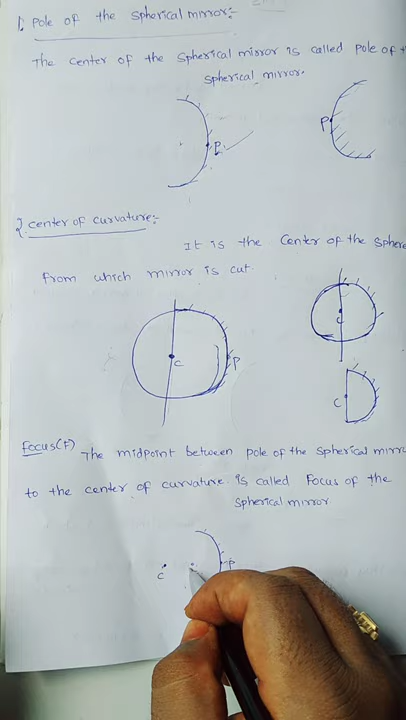 1. Pole of the Spherical mirror:-
The center of the Spherical mirror is called Pole of
Spherical mirror.
P.
P
2. center of curvature:-
It is the Center of the Sphere
from which mirror is cut.
C
P
C
C
Focus(F) The midpoint between pole of the Spherical
to the center of curvature is called Focus of the
Spherical mirror.
C
P